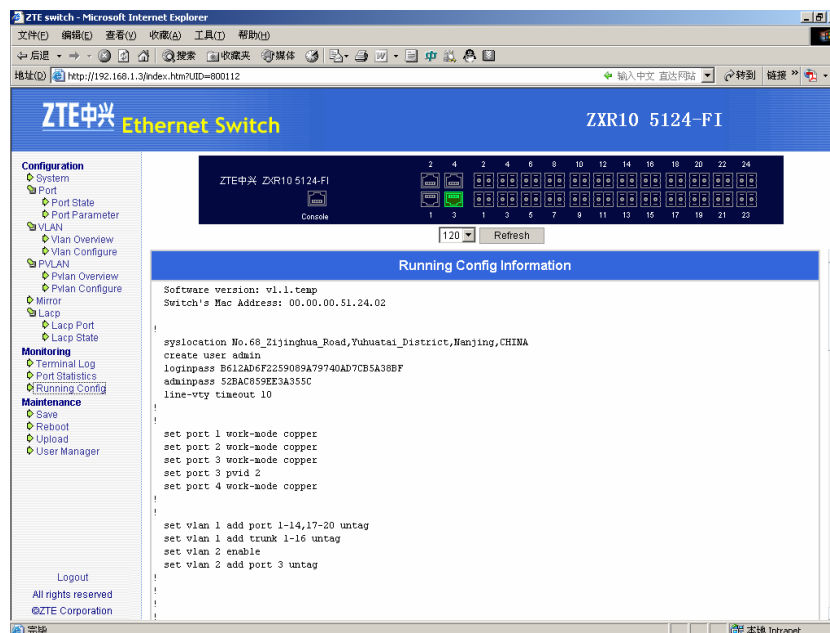 ZTE switch - Microsoft Internet Explorer
文件(F) 编辑(E) 查看(V) 收藏(A) 工具(T) 帮助(H)
后退 搜索 收藏夹 媒体
地址(D) http://192.168.1.3/index.htm?UID=800112 输入中文 直达网站 转到 链接 »
ZTE中兴 Ethernet Switch ZXR10 5124-FI
Configuration
System
Port
Port State
Port Parameter
VLAN
Vlan Overview
Vlan Configure
PVLAN
Pvlan Overview
Pvlan Configure
Mirror
Lacp
Lacp Port
Lacp State
Monitoring
Terminal Log
Port Statistics
Running Config
Maintenance
Save
Reboot
Upload
User Manager
Logout
All rights reserved
©ZTE Corporation
2 4 2 4 6 8 10 12 14 16 18 20 22 24
ZTE中兴 ZXR10 5124-FI
Console
1 3 1 3 5 7 9 11 13 15 17 19 21 23
120 Refresh
Running Config Information
Software version: v1.1.temp
Switch's Mac Address: 00.00.00.51.24.02
!
syslocation No.68_Zijinghua_Road,Yuhuatai_District,Nanjing,CHINA
create user admin
loginpass B612AD6F2259089A79740AD7CB5A38BF
adminpass 52BAC859EE3A355C
line-vty timeout 10
!
!
set port 1 work-mode copper
set port 2 work-mode copper
set port 3 work-mode copper
set port 3 pvid 2
set port 4 work-mode copper
!
!
set vlan 1 add port 1-14,17-20 untag
set vlan 1 add trunk 1-16 untag
set vlan 2 enable
set vlan 2 add port 3 untag
!
!
!
!
完毕 本地 Intranet